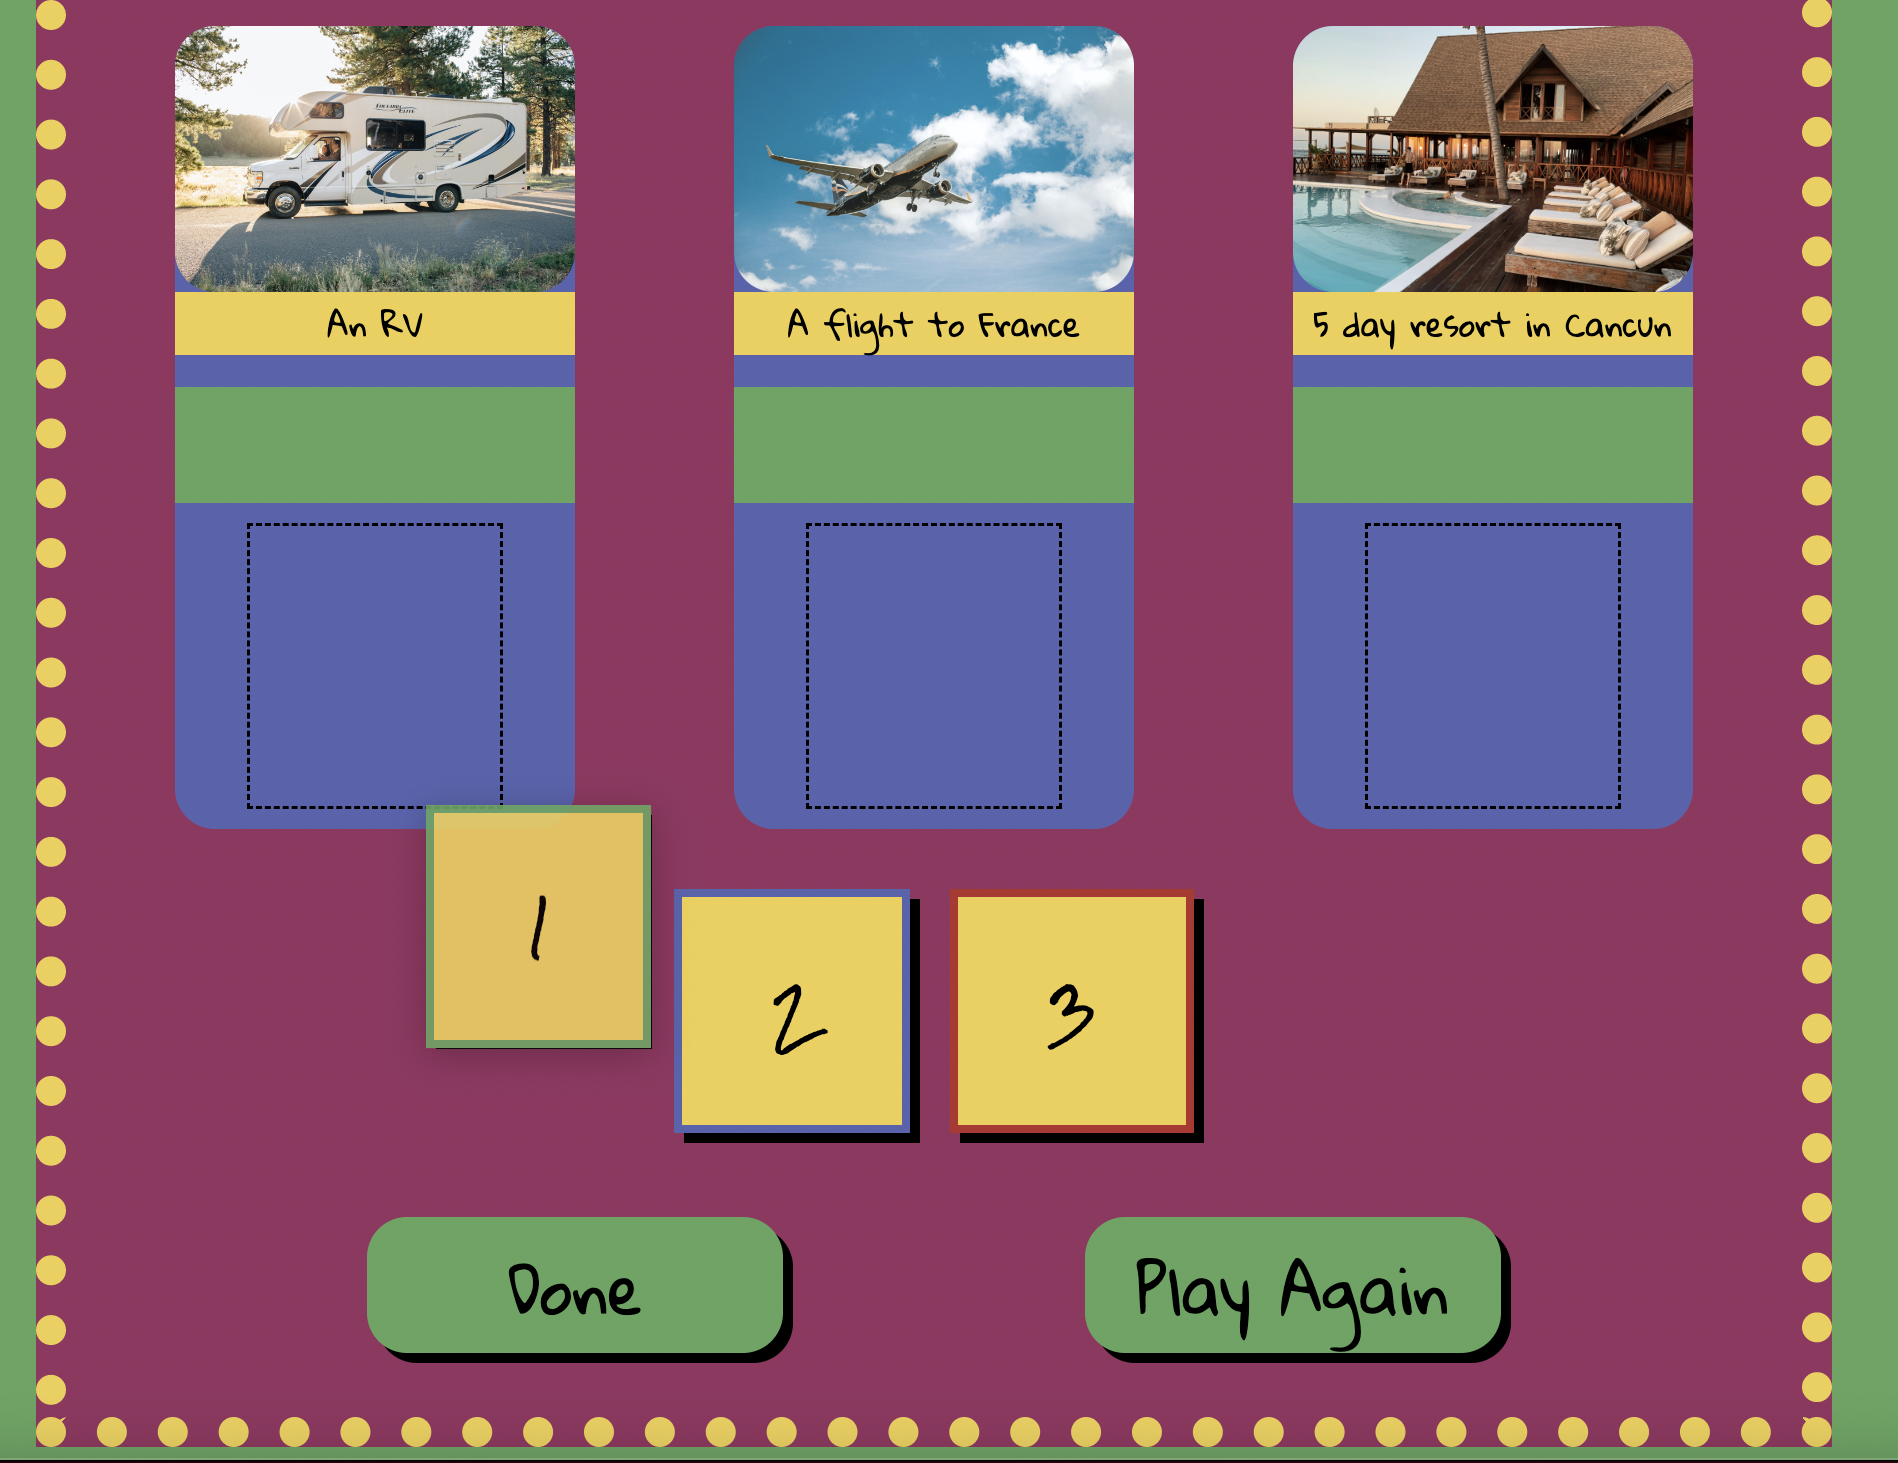 An RV
A flight to France
5 day resort in Cancun
1
2
3
Done
Play Again